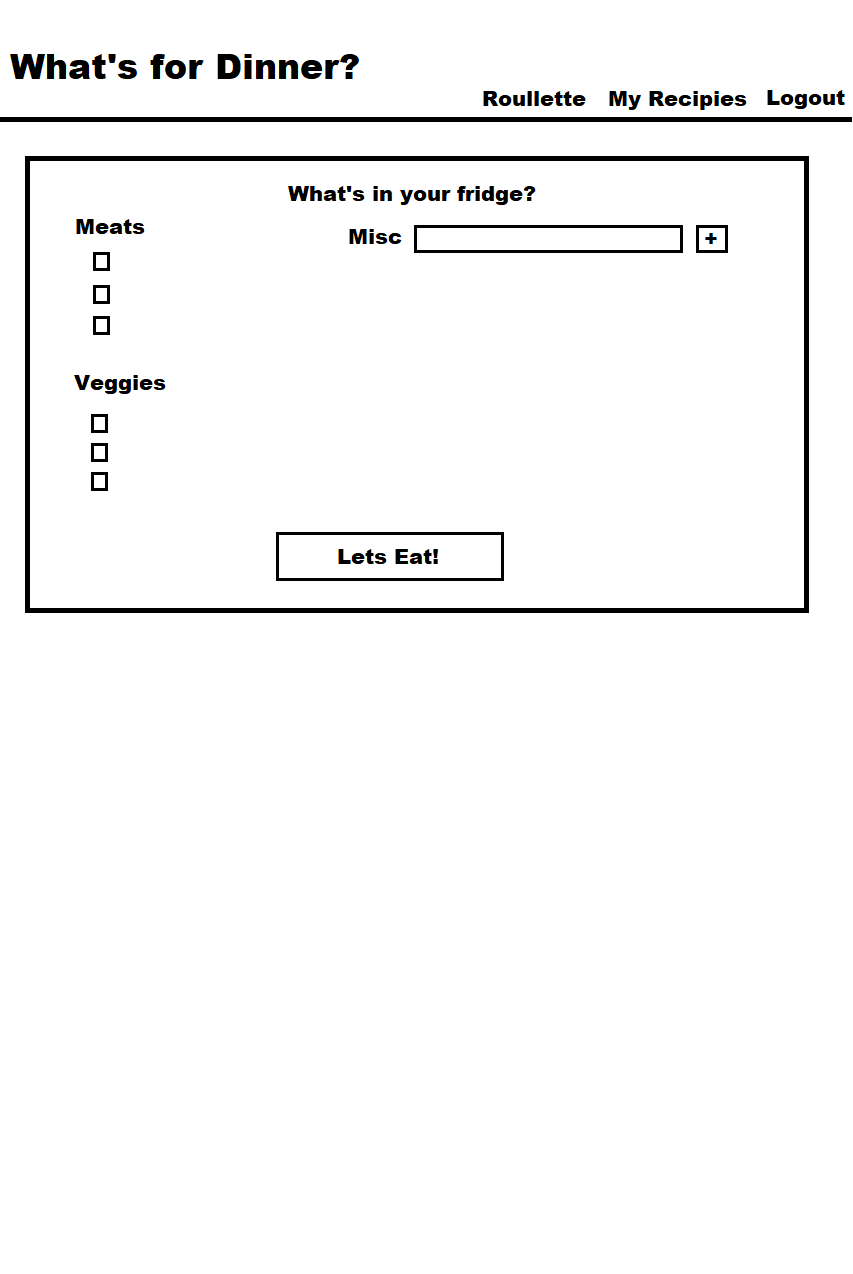 What's for Dinner?
Roullette My Recipies Logout
What's in your fridge?
Meats
Misc +
Veggies
Lets Eat!